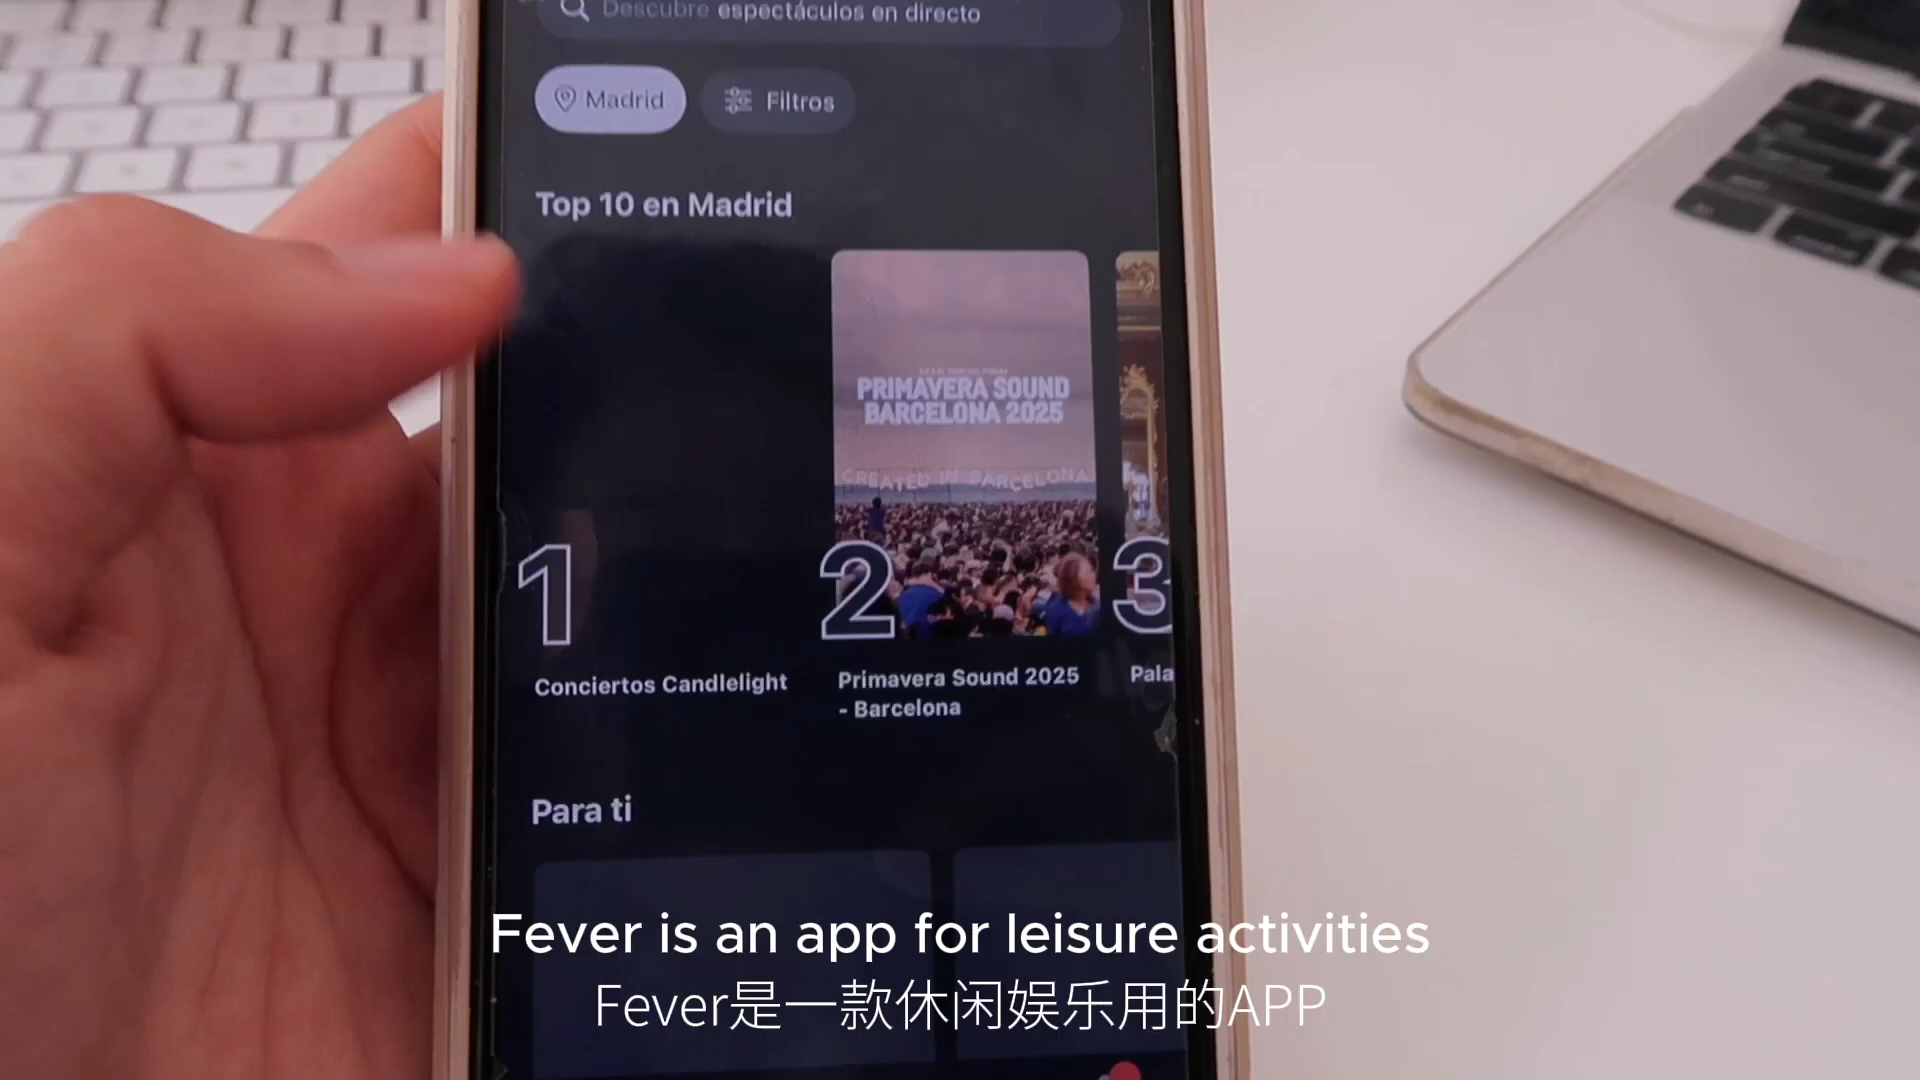 Descubre espectáculos en directo
Madrid
Filtros
Top 10 en Madrid
PRIMAVERA SOUND
BARCELONA 2025
CREATED IN BARCELONA
1
2
3
Conciertos Candlelight
Primavera Sound 2025
- Barcelona
Pala
Para ti
Fever is an app for leisure activities
Fever是一款休闲娱乐用的APP